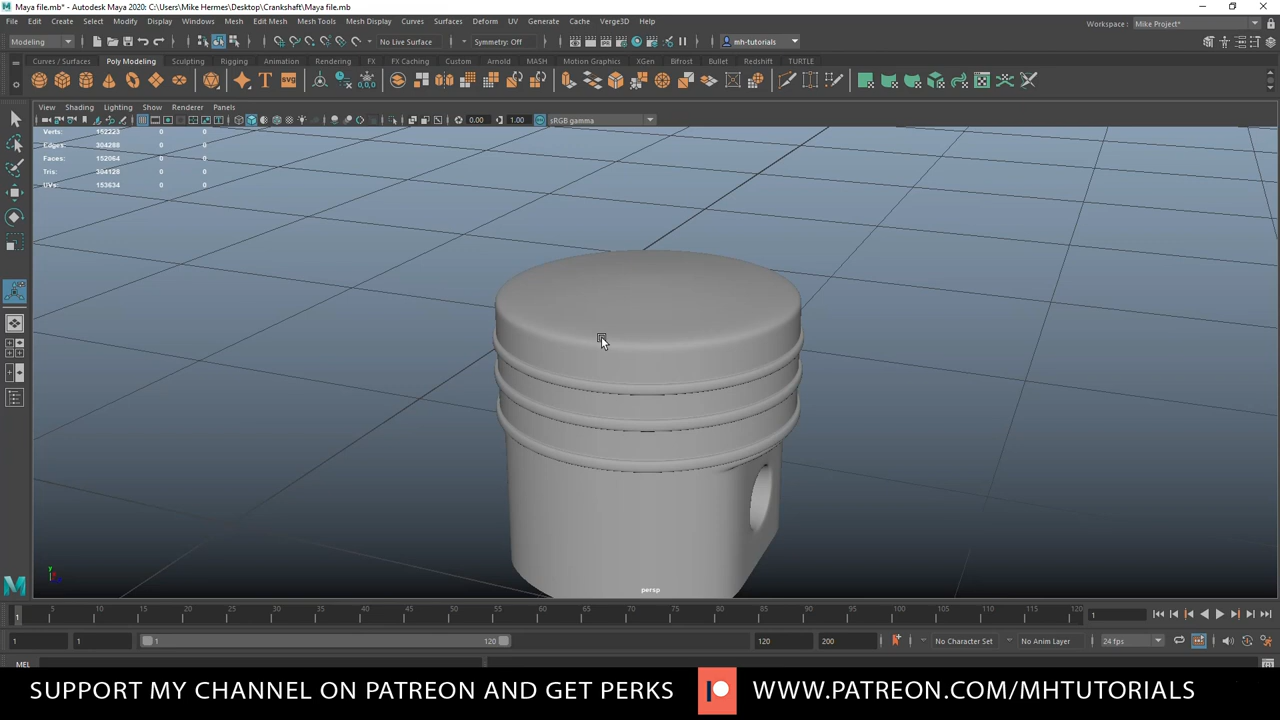 Maya file.mb* - Autodesk Maya 2020: C:\Users\Mike Hermes\Desktop\Crankshaft\Maya file.mb
File Edit Create Select Modify Display Windows Mesh Edit Mesh Mesh Tools Mesh Display Curves Surfaces Deform UV Generate Cache Verge3D Help
Workspace : Mike Project*
Modeling No Live Surface Symmetry: Off mh-tutorials
Curves / Surfaces Poly Modeling Sculpting Rigging Animation Rendering FX FX Caching Custom Arnold MASH Motion Graphics XGen Bifrost Bullet Redshift TURTLE
T SVG
0,0,0
View Shading Lighting Show Renderer Panels
0.00 1.00 sRGB gamma
Verts: 152223 0 0
Edges: 304288 0 0
Faces: 152064 0 0
Tris: 304128 0 0
UVs: 153634 0 0
y
persp
1 5 10 15 20 25 30 35 40 45 50 55 60 65 70 75 80 85 90 95 100 105 110 115 120 1
1 1 1 120 120 200 No Character Set No Anim Layer 24 fps
MEL
SUPPORT MY CHANNEL ON PATREON AND GET PERKS WWW.PATREON.COM/MHTUTORIALS